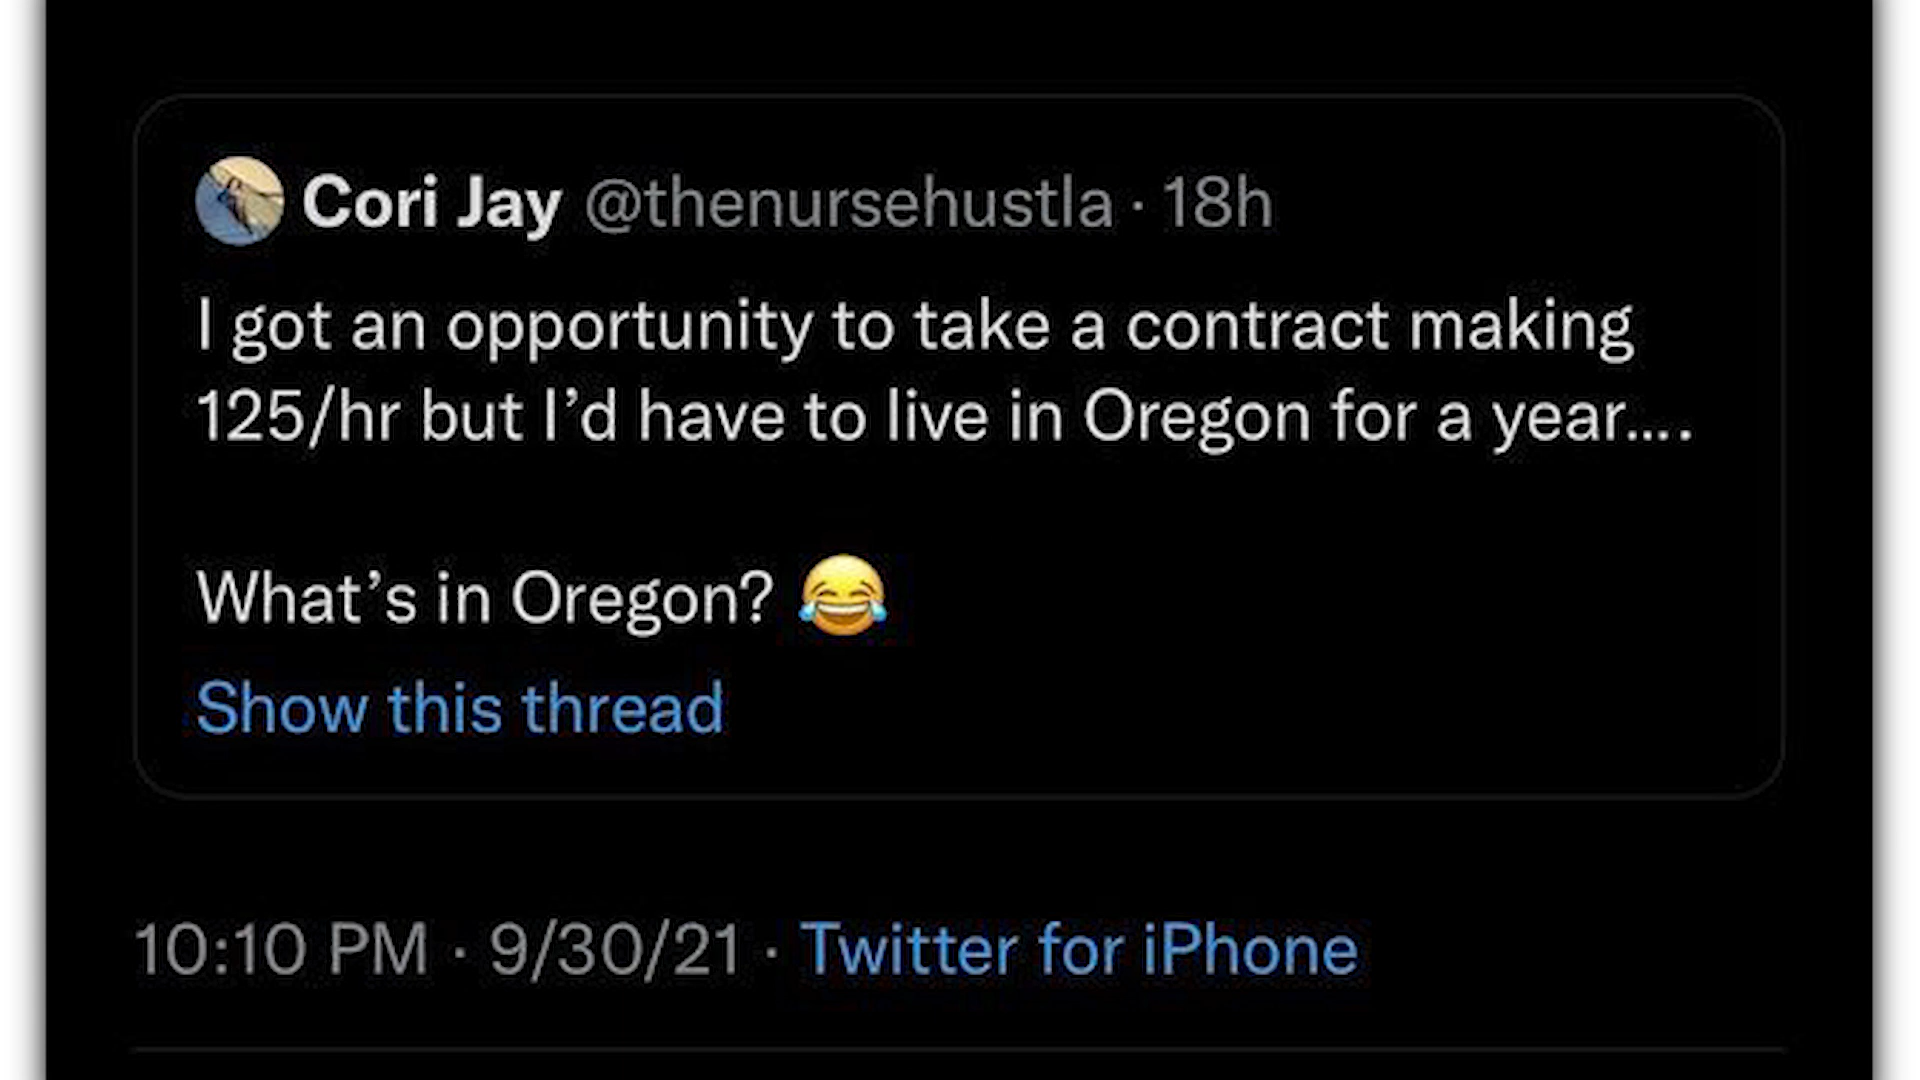 Cori Jay @thenursehustla · 18h
I got an opportunity to take a contract making
125/hr but I’d have to live in Oregon for a year….
What’s in Oregon? 😂
Show this thread
10:10 PM · 9/30/21 · Twitter for iPhone